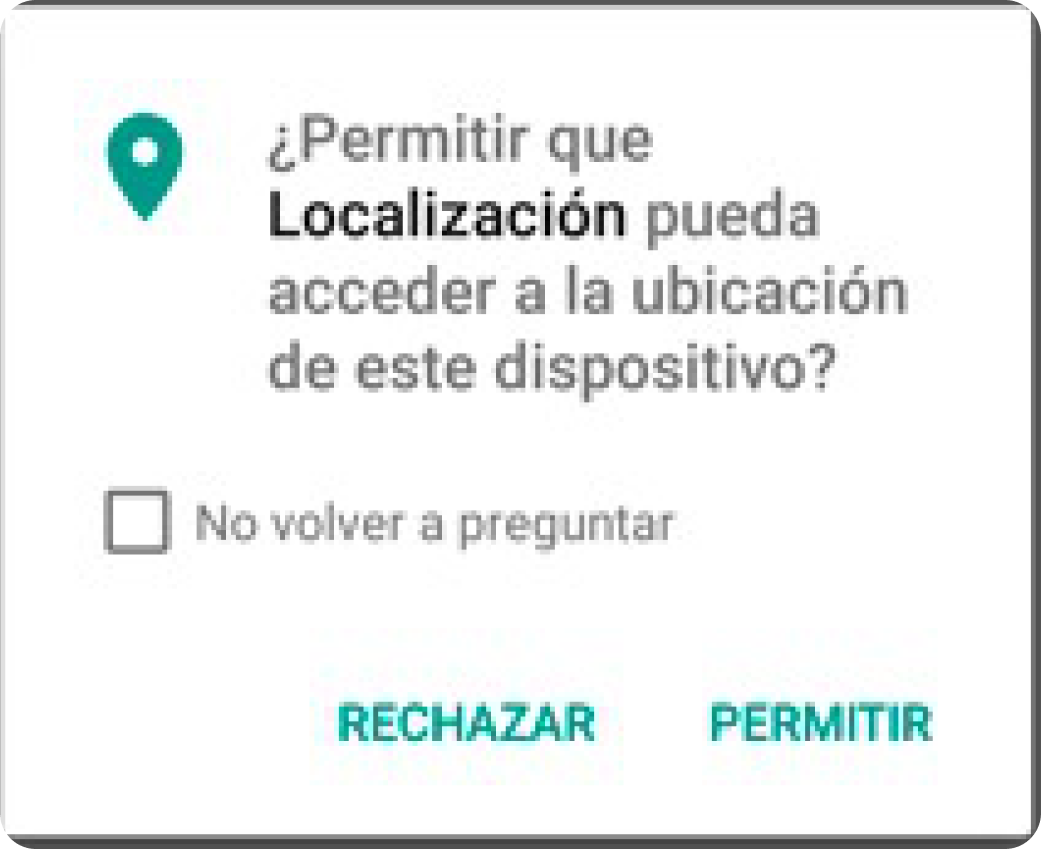 ¿Permitir que
Localización pueda
acceder a la ubicación
de este dispositivo?
No volver a preguntar
RECHAZAR PERMITIR